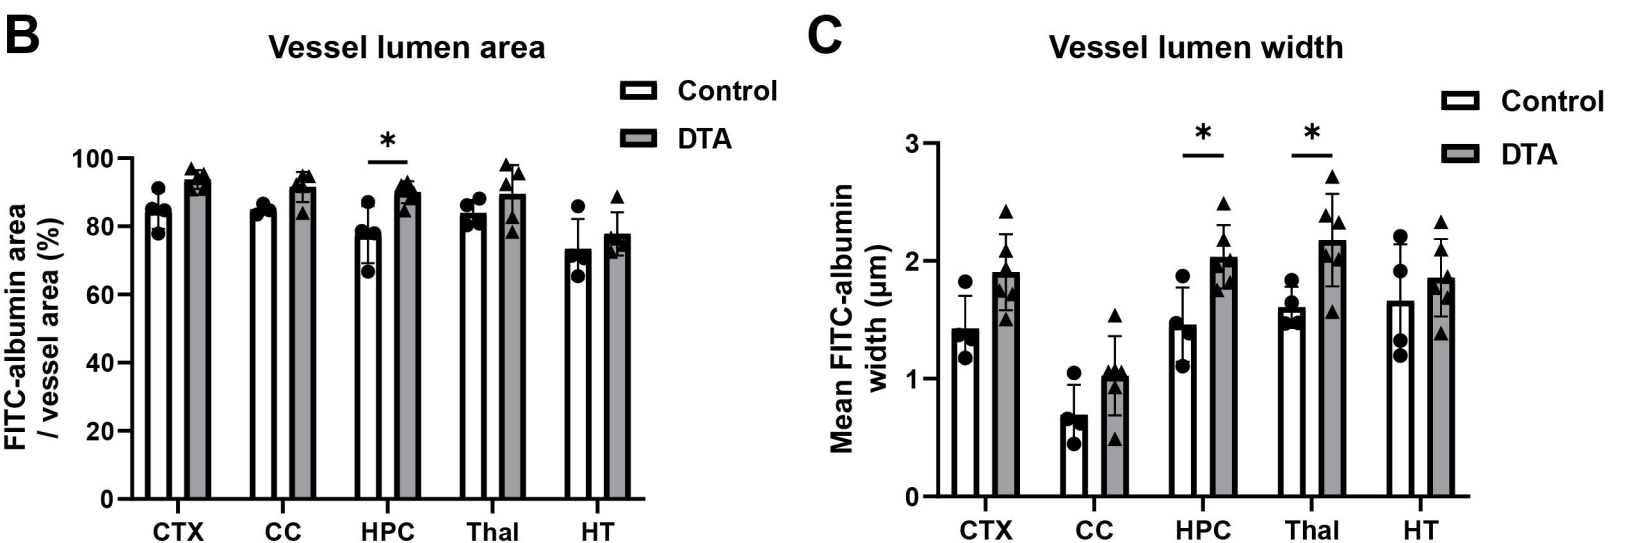 B
Vessel lumen area
Control
DTA
*
100
80
60
40
20
0
FITC-albumin area
/ vessel area (%)
CTX
CC
HPC
Thal
HT
C
Vessel lumen width
Control
DTA
*
*
3
2
1
0
Mean FITC-albumin
width (μm)
CTX
CC
HPC
Thal
HT